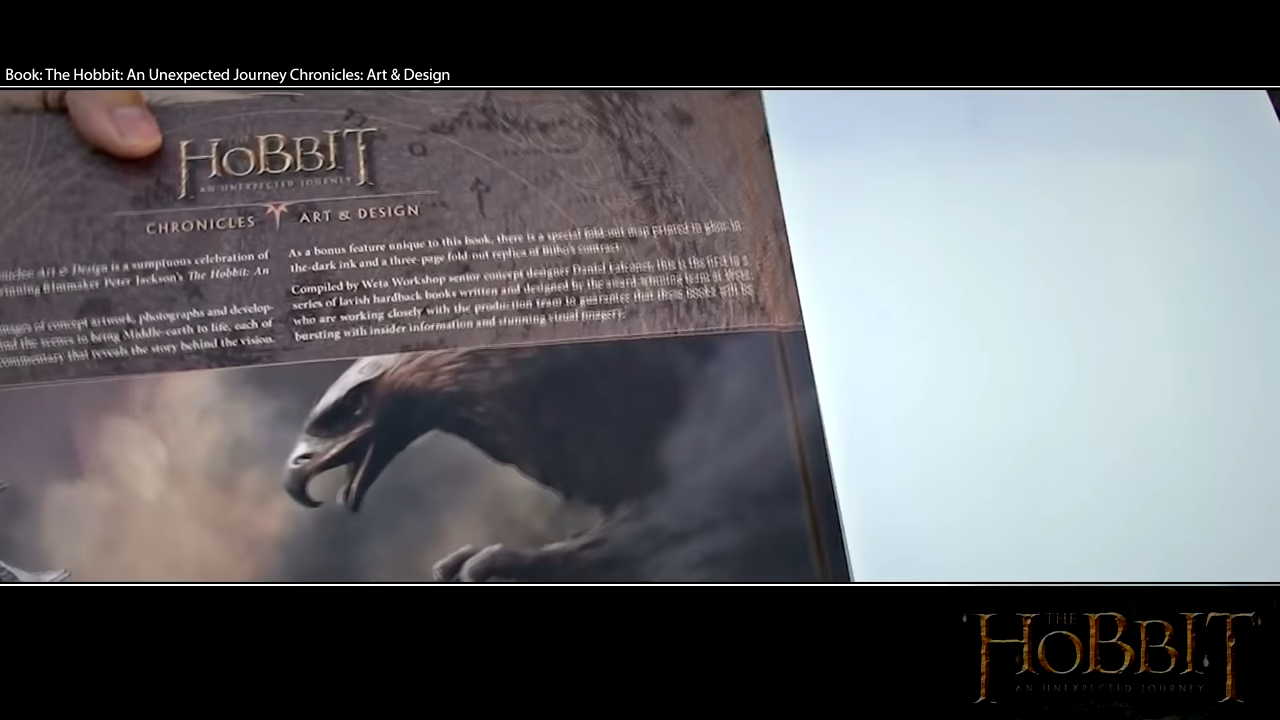 Book: The Hobbit: An Unexpected Journey Chronicles: Art & Design
THE
HOBBIT
AN UNEXPECTED JOURNEY
CHRONICLES ART & DESIGN
Art & Design is a sumptuous celebration of
filmmaker Peter Jackson's The Hobbit: An
images of concept artwork, photographs and develop-
and the scenes to bring Middle-earth to life, each of
commentary that reveals the story behind the vision.
As a bonus feature unique to this book, there is a special fold-out map printed in glow-in-
the-dark ink and a three-page fold-out replica of Bilbo's contract.
Compiled by Weta Workshop senior concept designer Daniel Falconer, this is the first in a
series of lavish hardback books written and designed by the award-winning team at Weta,
who are working closely with the production team to guarantee that these books will be
bursting with insider information and stunning visual imagery.
THE
HOBBIT
AN UNEXPECTED JOURNEY